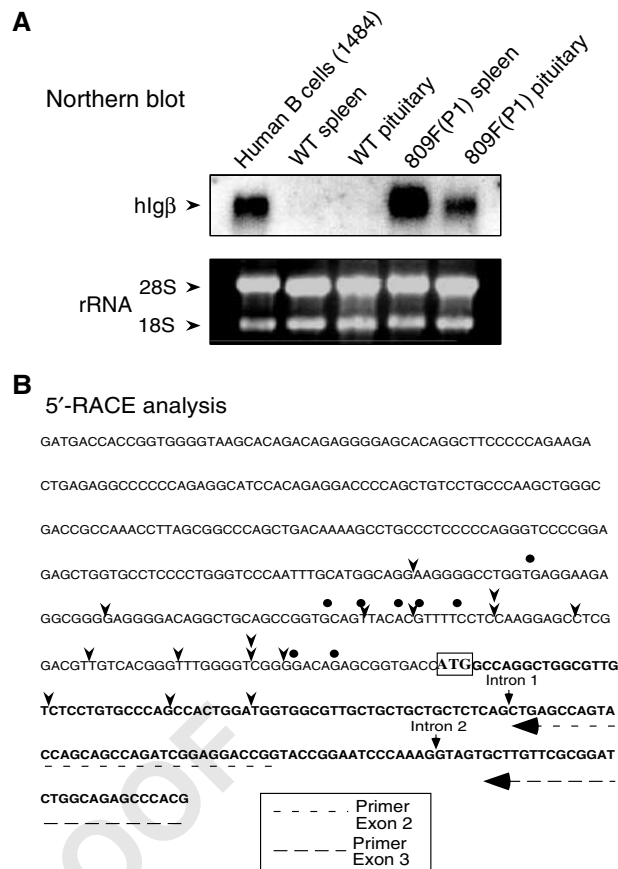 A
Northern blot
Human B cells (1484)
WT spleen
WT pituitary
809F(P1) spleen
809F(P1) pituitary
hIgβ
28S
rRNA
18S
B
5′-RACE analysis
GATGACCACCGGTGGGGTAAGCACAGACAGAGGGGAGCACAGGCTTCCCCCAGAAGA
CTGAGAGGCCCCCCAGAGGCATCCACAGAGGACCCCAGCTGTCCTGCCCAAGCTGGGC
GACCGCCAAACCTTAGCGGCCCAGCTGACAAAAGCCTGCCCTCCCCCAGGGTCCCCGGA
GAGCTGGTGCCTCCCCTGGGTCCCAATTTGCATGGCAGGAAGGGGCCTGGTGAGGAAGA
GGCGGGGAGGGGACAGGCTGCAGCCGGTGCAGTTACACGTTTTCCTCCAAGGAGCCTCG
GACGTTGTCACGGGTTTGGGGTCGGGGACAGAGCGGTGACCATGGCCAGGCTGGCGTTG
Intron 1
TCTCCTGTGCCCAGCCACTGGATGGTGGCGTTGCTGCTGCTGCTCTCAGCTGAGCCAGTA
Intron 2
CCAGCAGCCAGATCGGAGGACCGGTACCGGAATCCCAAAGGTAGTGCTTGTTCGCGGAT
CTGGCAGAGCCCACG
Primer
Exon 2
Primer
Exon 3
OOF